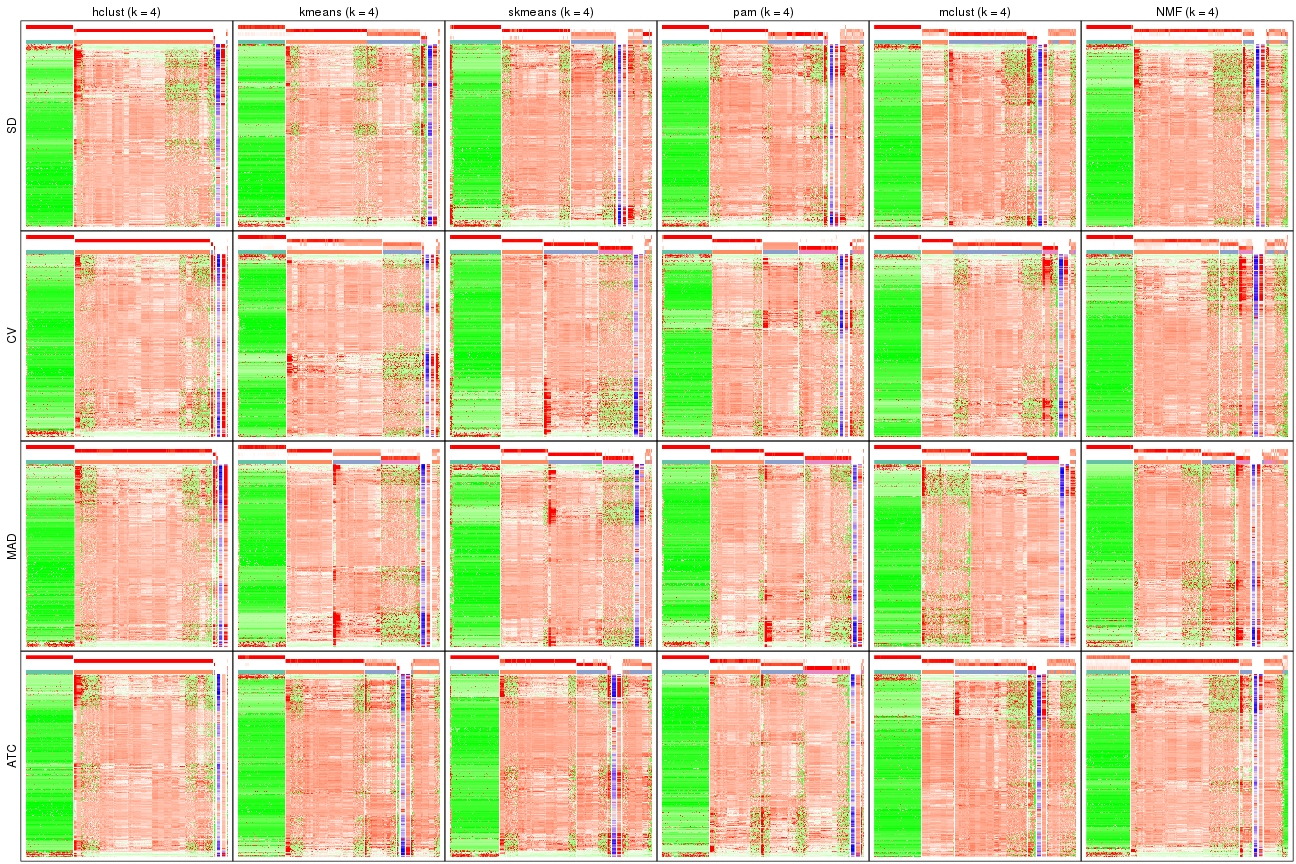 hclust (k = 4) kmeans (k = 4) skmeans (k = 4) pam (k = 4) mclust (k = 4) NMF (k = 4)
SD
CV
MAD
ATC